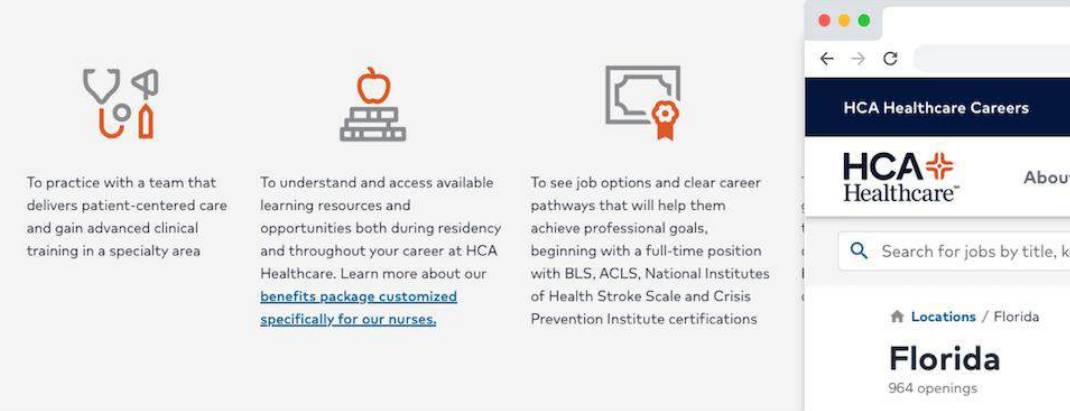 To practice with a team that
delivers patient-centered care
and gain advanced clinical
training in a specialty area
To understand and access available
learning resources and
opportunities both during residency
and throughout your career at HCA
Healthcare. Learn more about our
benefits package customized
specifically for our nurses.
To see job options and clear career
pathways that will help them
achieve professional goals,
beginning with a full-time position
with BLS, ACLS, National Institutes
of Health Stroke Scale and Crisis
Prevention Institute certifications
HCA Healthcare Careers
HCA
Healthcare
Search for jobs by title,
Locations / Florida
Florida
964 openings